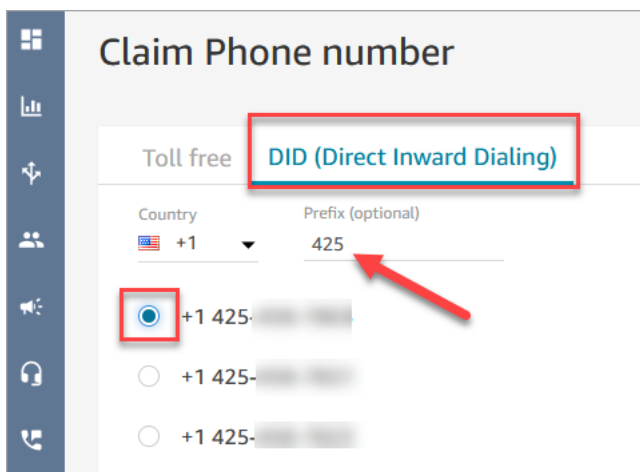 Claim Phone number
Toll free DID (Direct Inward Dialing)
Country Prefix (optional)
+1 425
+1 425-
+1 425-
+1 425-